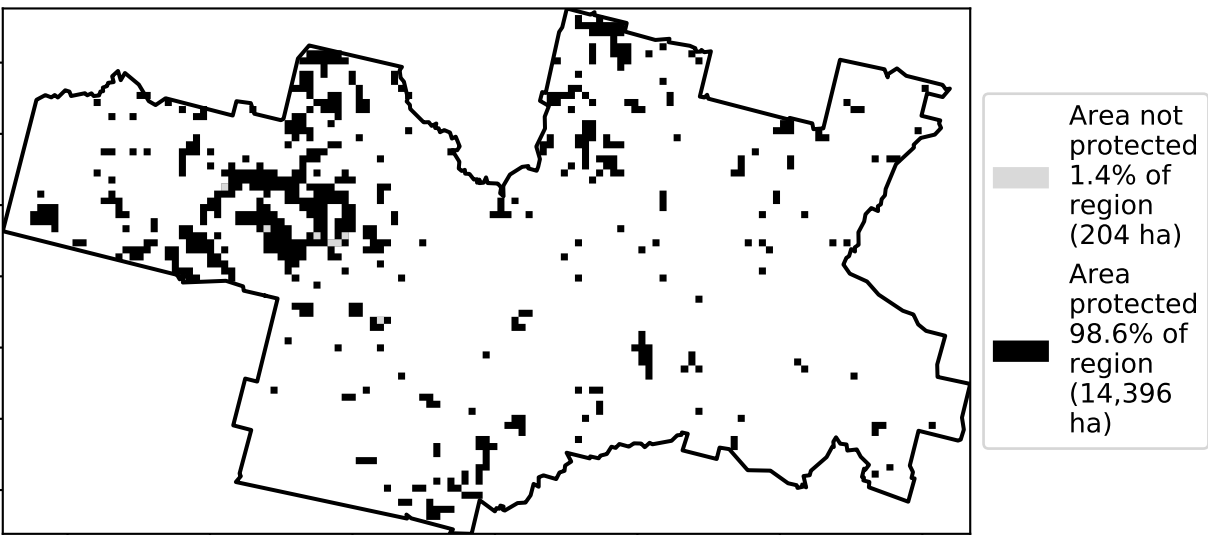 Area not
protected
1.4% of
region
(204 ha)
Area
protected
98.6% of
region
(14,396
ha)